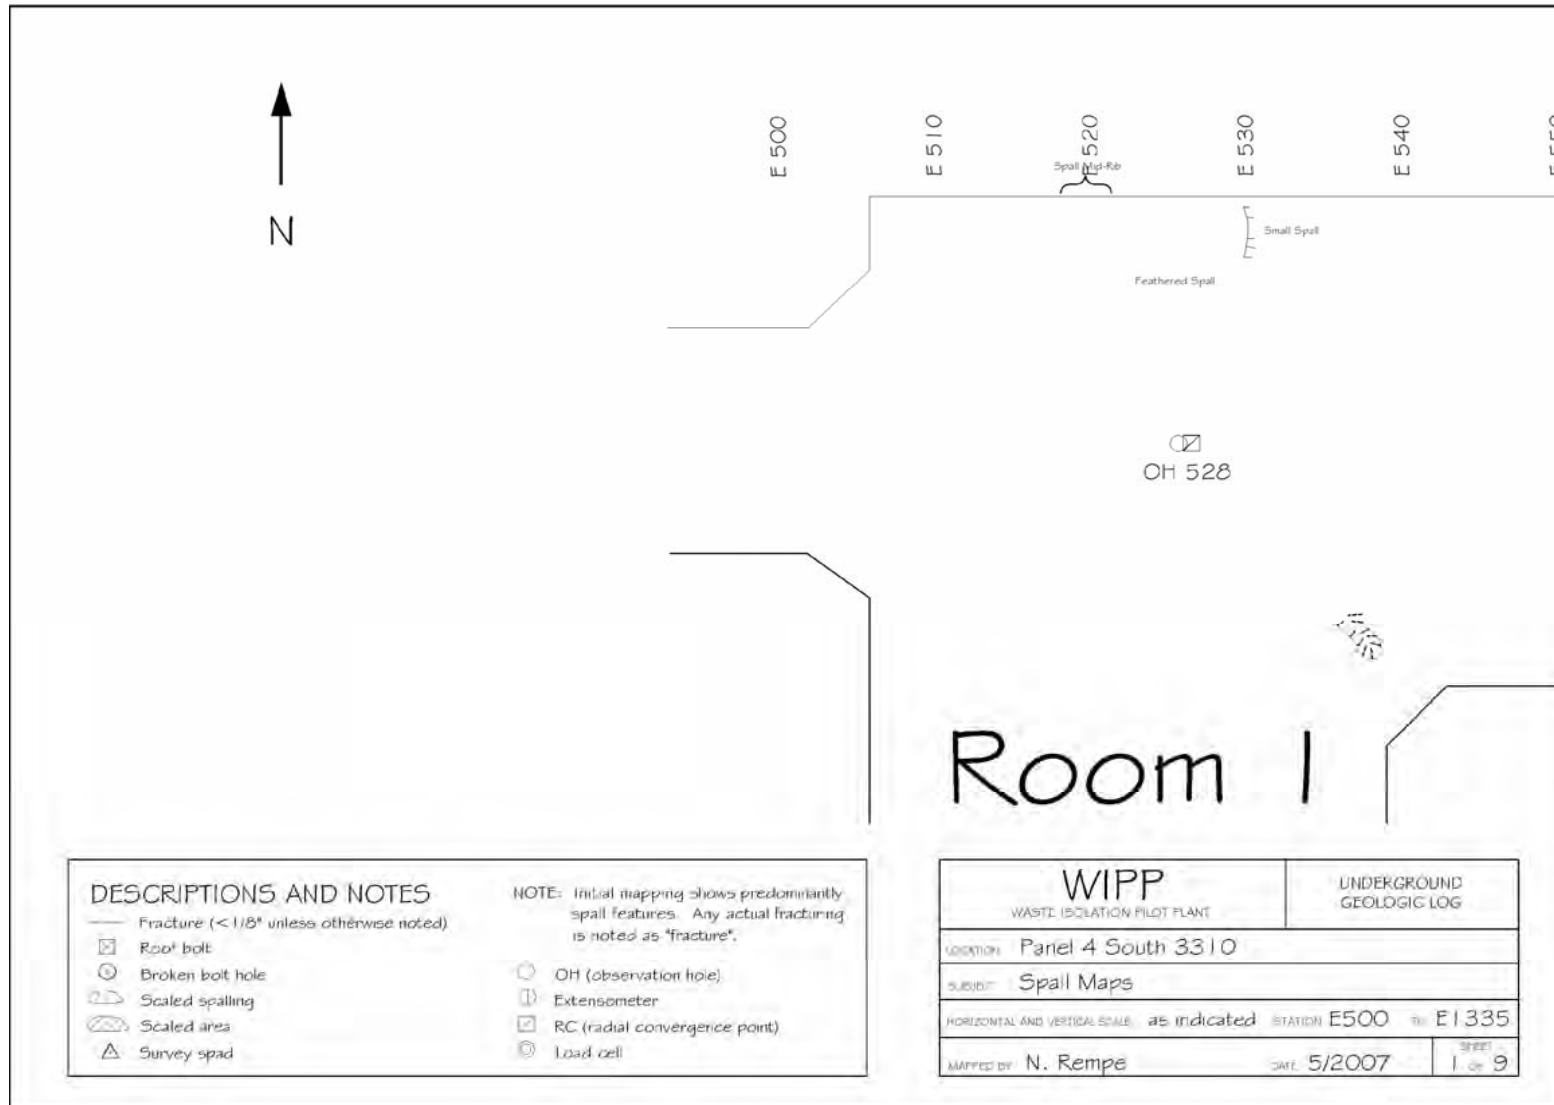 E 500
E 510
E 520
E 530
E 540
Spall Mid-Rib
Small Spall
Feathered Spall
N
OH 528
Room 1
DESCRIPTIONS AND NOTES
Fracture (< 1/8" unless otherwise noted)
Roof bolt
Broken bolt hole
Scaled spalling
Scaled area
Survey spad
NOTE: Initial mapping shows predominantly
spall features. Any actual fracturing
is noted as "fracture".
OH (observation hole)
Extensometer
RC (radial convergence point)
Load cell
WIPP
WASTE ISOLATION PILOT PLANT
UNDERGROUND
GEOLOGIC LOG
LOCATION: Panel 4 South 3310
SUBJECT: Spall Maps
HORIZONTAL AND VERTICAL SCALE: as indicated STATION E500 TO: E1335
MAPPED BY N. Rempe DATE: 5/2007 SHEET 1 OF 9